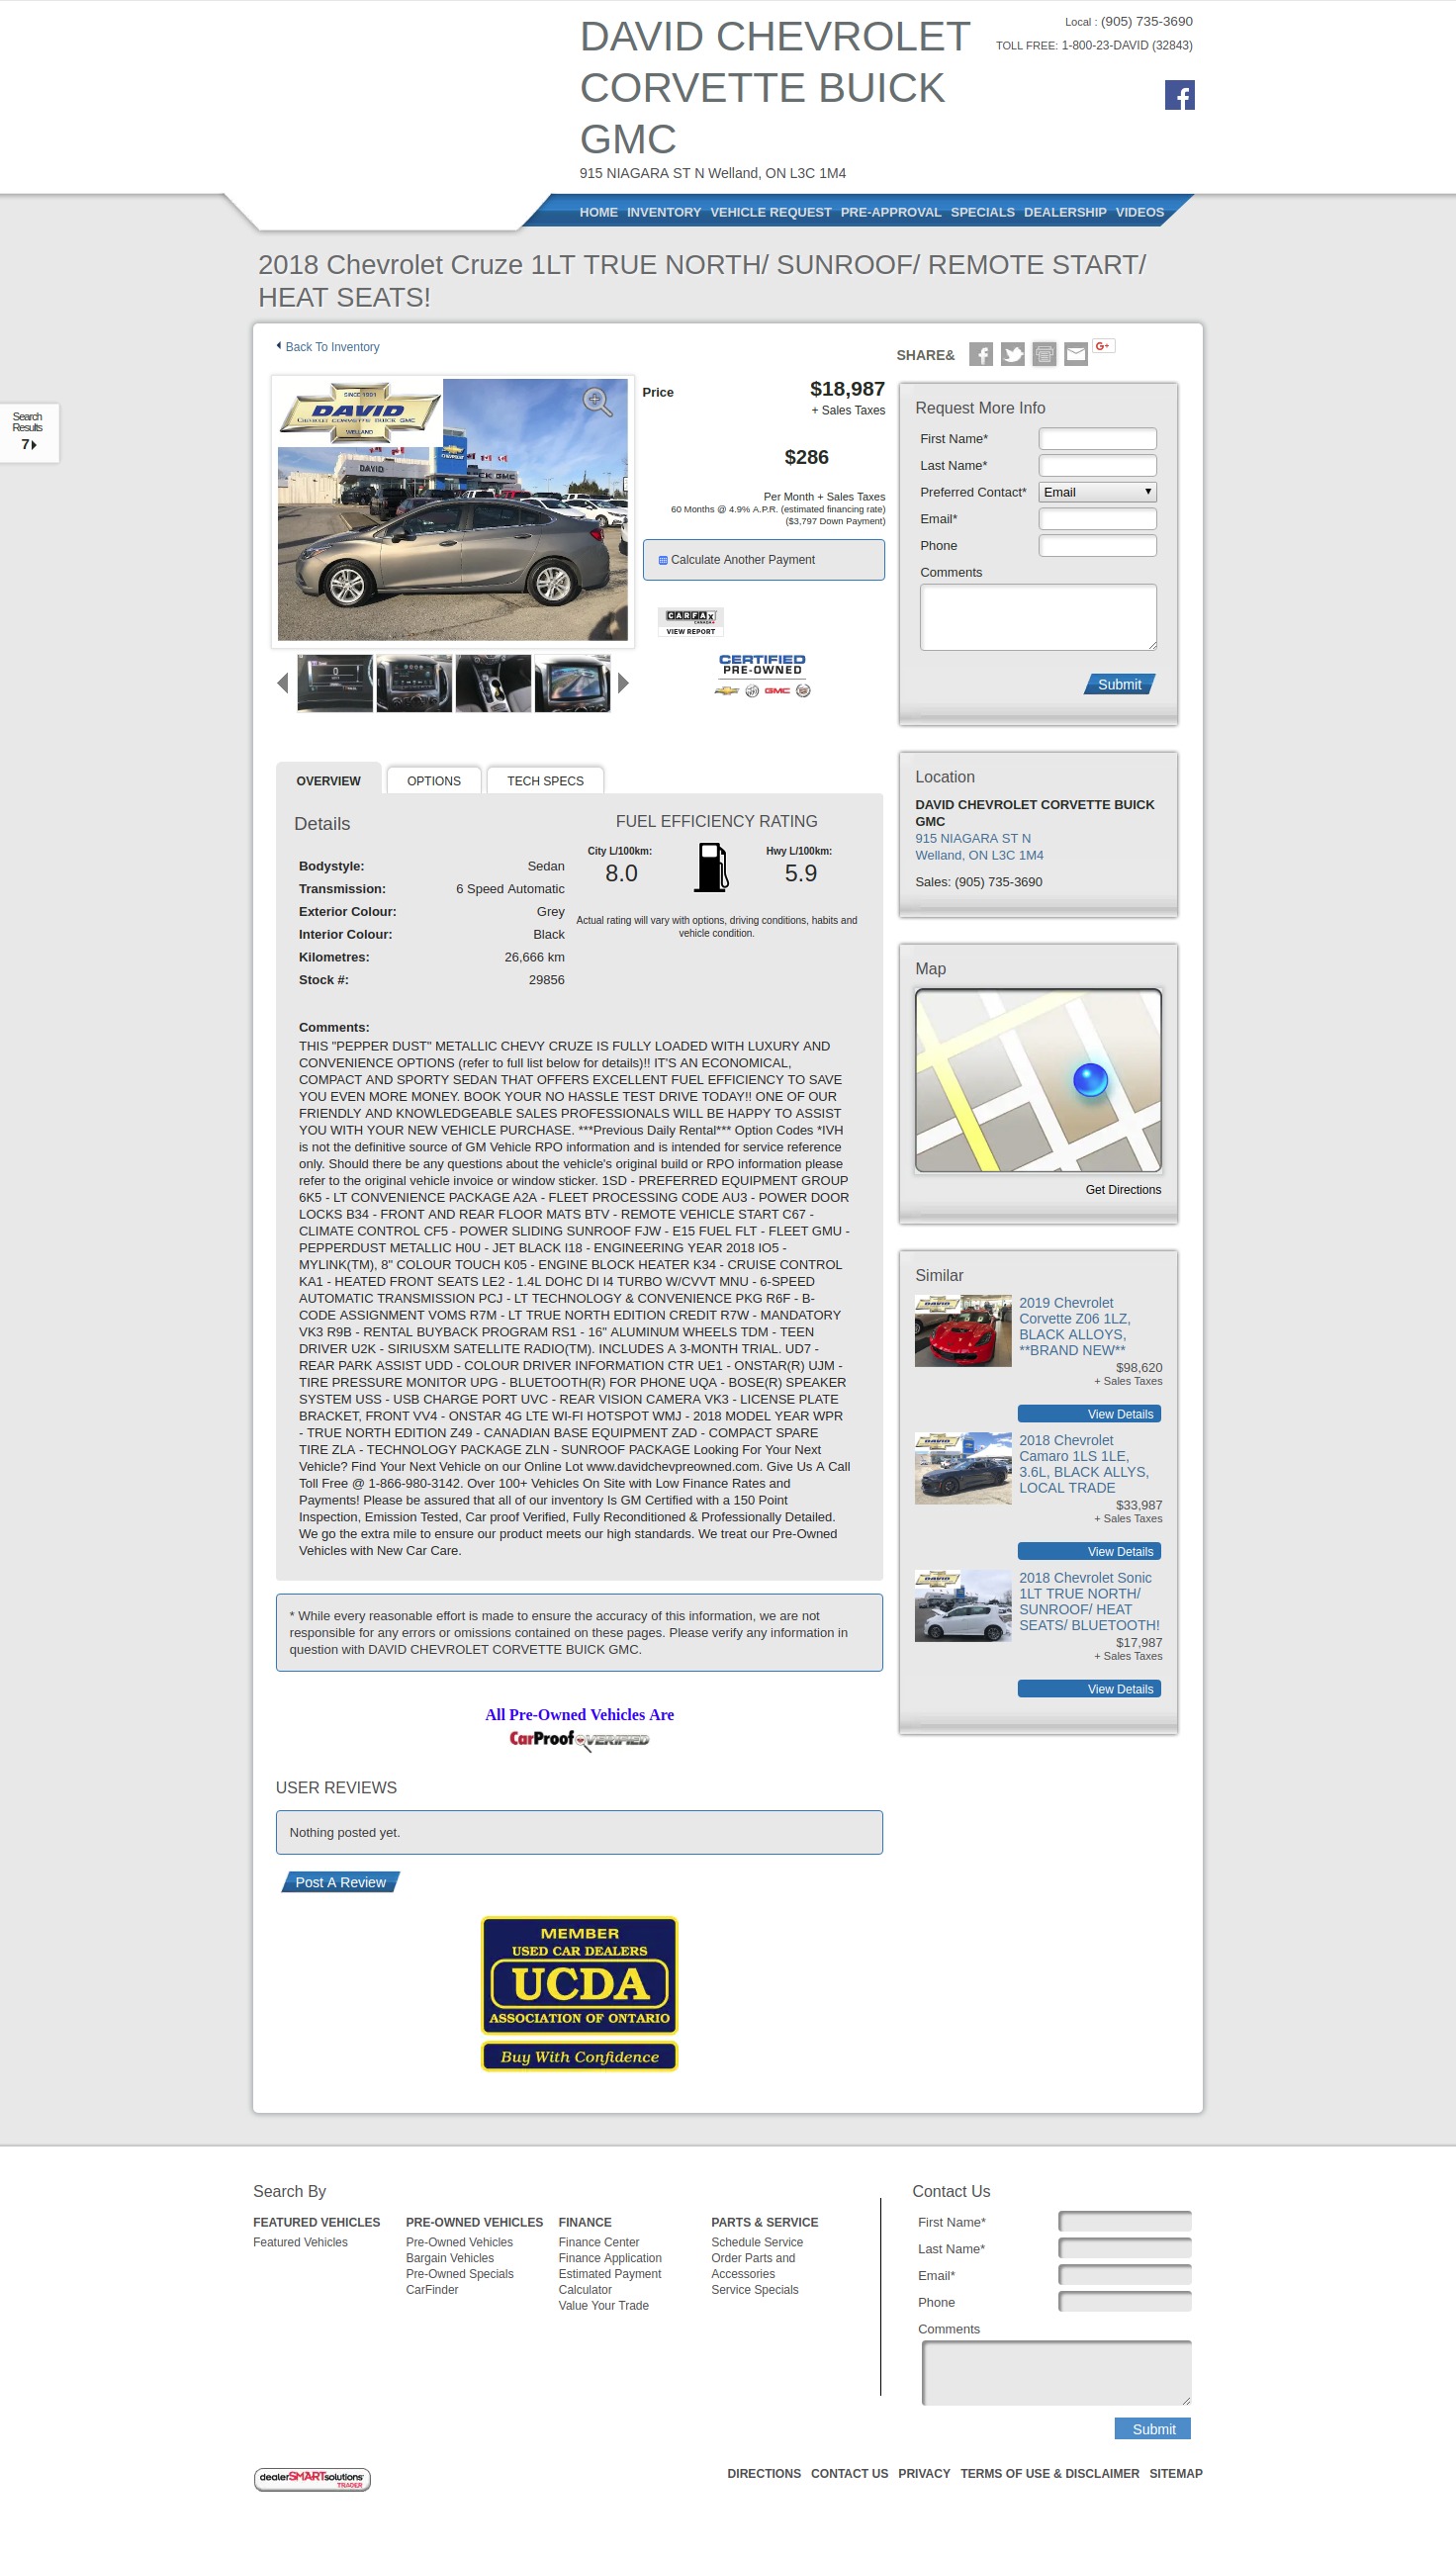 DAVID CHEVROLET
CORVETTE BUICK
GMC
915 NIAGARA ST N Welland, ON L3C 1M4
Local : (905) 735-3690
TOLL FREE: 1-800-23-DAVID (32843)
HOME INVENTORY VEHICLE REQUEST PRE-APPROVAL SPECIALS DEALERSHIP VIDEOS
2018 Chevrolet Cruze 1LT TRUE NORTH/ SUNROOF/ REMOTE START/
HEAT SEATS!
Search
Results
7
Back To Inventory
SHARE&
G+
SINCE 1901
DAVID
CHEVROLET CORVETTE BUICK GMC
WELLAND
DAVID
Price
$18,987
+ Sales Taxes
$286
Per Month + Sales Taxes
60 Months @ 4.9% A.P.R. (estimated financing rate)
($3,797 Down Payment)
Calculate Another Payment
CARFAX
CANADA
VIEW REPORT
CERTIFIED
PRE-OWNED
GMC
Request More Info
First Name*
Last Name*
Preferred Contact* Email
Email*
Phone
Comments
Submit
Location
DAVID CHEVROLET CORVETTE BUICK
GMC
915 NIAGARA ST N
Welland, ON L3C 1M4
Sales: (905) 735-3690
Map
Get Directions
Similar
2019 Chevrolet
Corvette Z06 1LZ,
BLACK ALLOYS,
**BRAND NEW**
$98,620
+ Sales Taxes
View Details
2018 Chevrolet
Camaro 1LS 1LE,
3.6L, BLACK ALLYS,
LOCAL TRADE
$33,987
+ Sales Taxes
View Details
2018 Chevrolet Sonic
1LT TRUE NORTH/
SUNROOF/ HEAT
SEATS/ BLUETOOTH!
$17,987
+ Sales Taxes
View Details
OVERVIEW OPTIONS TECH SPECS
Details
Bodystyle: Sedan
Transmission: 6 Speed Automatic
Exterior Colour: Grey
Interior Colour: Black
Kilometres: 26,666 km
Stock #: 29856
FUEL EFFICIENCY RATING
City L/100km: Hwy L/100km:
8.0 5.9
Actual rating will vary with options, driving conditions, habits and
vehicle condition.
Comments:
THIS "PEPPER DUST" METALLIC CHEVY CRUZE IS FULLY LOADED WITH LUXURY AND
CONVENIENCE OPTIONS (refer to full list below for details)!! IT'S AN ECONOMICAL,
COMPACT AND SPORTY SEDAN THAT OFFERS EXCELLENT FUEL EFFICIENCY TO SAVE
YOU EVEN MORE MONEY. BOOK YOUR NO HASSLE TEST DRIVE TODAY!! ONE OF OUR
FRIENDLY AND KNOWLEDGEABLE SALES PROFESSIONALS WILL BE HAPPY TO ASSIST
YOU WITH YOUR NEW VEHICLE PURCHASE. ***Previous Daily Rental*** Option Codes *IVH
is not the definitive source of GM Vehicle RPO information and is intended for service reference
only. Should there be any questions about the vehicle's original build or RPO information please
refer to the original vehicle invoice or window sticker. 1SD - PREFERRED EQUIPMENT GROUP
6K5 - LT CONVENIENCE PACKAGE A2A - FLEET PROCESSING CODE AU3 - POWER DOOR
LOCKS B34 - FRONT AND REAR FLOOR MATS BTV - REMOTE VEHICLE START C67 -
CLIMATE CONTROL CF5 - POWER SLIDING SUNROOF FJW - E15 FUEL FLT - FLEET GMU -
PEPPERDUST METALLIC H0U - JET BLACK I18 - ENGINEERING YEAR 2018 IO5 -
MYLINK(TM), 8" COLOUR TOUCH K05 - ENGINE BLOCK HEATER K34 - CRUISE CONTROL
KA1 - HEATED FRONT SEATS LE2 - 1.4L DOHC DI I4 TURBO W/CVVT MNU - 6-SPEED
AUTOMATIC TRANSMISSION PCJ - LT TECHNOLOGY & CONVENIENCE PKG R6F - B-
CODE ASSIGNMENT VOMS R7M - LT TRUE NORTH EDITION CREDIT R7W - MANDATORY
VK3 R9B - RENTAL BUYBACK PROGRAM RS1 - 16" ALUMINUM WHEELS TDM - TEEN
DRIVER U2K - SIRIUSXM SATELLITE RADIO(TM). INCLUDES A 3-MONTH TRIAL. UD7 -
REAR PARK ASSIST UDD - COLOUR DRIVER INFORMATION CTR UE1 - ONSTAR(R) UJM -
TIRE PRESSURE MONITOR UPG - BLUETOOTH(R) FOR PHONE UQA - BOSE(R) SPEAKER
SYSTEM USS - USB CHARGE PORT UVC - REAR VISION CAMERA VK3 - LICENSE PLATE
BRACKET, FRONT VV4 - ONSTAR 4G LTE WI-FI HOTSPOT WMJ - 2018 MODEL YEAR WPR
- TRUE NORTH EDITION Z49 - CANADIAN BASE EQUIPMENT ZAD - COMPACT SPARE
TIRE ZLA - TECHNOLOGY PACKAGE ZLN - SUNROOF PACKAGE Looking For Your Next
Vehicle? Find Your Next Vehicle on our Online Lot www.davidchevpreowned.com. Give Us A Call
Toll Free @ 1-866-980-3142. Over 100+ Vehicles On Site with Low Finance Rates and
Payments! Please be assured that all of our inventory Is GM Certified with a 150 Point
Inspection, Emission Tested, Car proof Verified, Fully Reconditioned & Professionally Detailed.
We go the extra mile to ensure our product meets our high standards. We treat our Pre-Owned
Vehicles with New Car Care.
* While every reasonable effort is made to ensure the accuracy of this information, we are not
responsible for any errors or omissions contained on these pages. Please verify any information in
question with DAVID CHEVROLET CORVETTE BUICK GMC.
All Pre-Owned Vehicles Are
CarProof VERIFIED
USER REVIEWS
Nothing posted yet.
Post A Review
MEMBER
USED CAR DEALERS
UCDA
ASSOCIATION OF ONTARIO
Buy With Confidence
Search By
FEATURED VEHICLES
Featured Vehicles
PRE-OWNED VEHICLES
Pre-Owned Vehicles
Bargain Vehicles
Pre-Owned Specials
CarFinder
FINANCE
Finance Center
Finance Application
Estimated Payment
Calculator
Value Your Trade
PARTS & SERVICE
Schedule Service
Order Parts and
Accessories
Service Specials
Contact Us
First Name*
Last Name*
Email*
Phone
Comments
Submit
dealerSMARTsolutions
TRADER
DIRECTIONS CONTACT US PRIVACY TERMS OF USE & DISCLAIMER SITEMAP